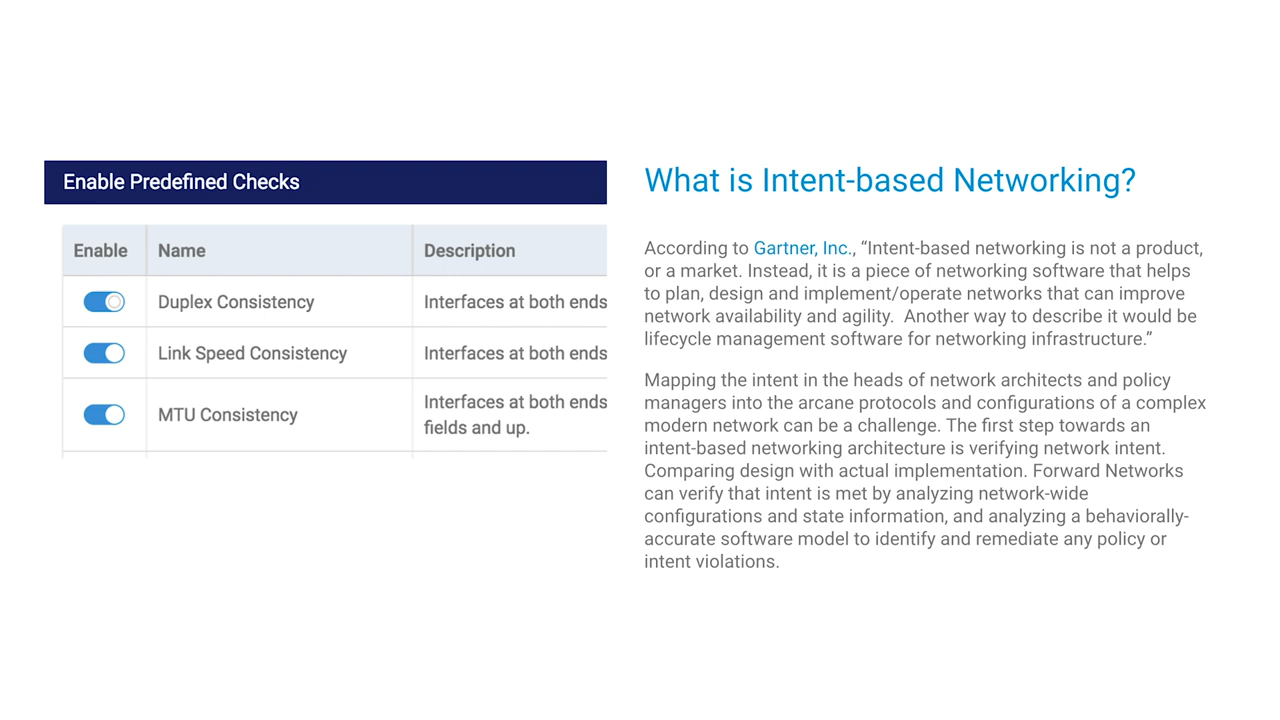 Enable Predefined Checks
Enable Name Description
Duplex Consistency Interfaces at both ends
Link Speed Consistency Interfaces at both ends
MTU Consistency Interfaces at both ends
fields and up.
What is Intent-based Networking?
According to Gartner, Inc., “Intent-based networking is not a product,
or a market. Instead, it is a piece of networking software that helps
to plan, design and implement/operate networks that can improve
network availability and agility.  Another way to describe it would be
lifecycle management software for networking infrastructure.”
Mapping the intent in the heads of network architects and policy
managers into the arcane protocols and configurations of a complex
modern network can be a challenge. The first step towards an
intent-based networking architecture is verifying network intent.
Comparing design with actual implementation. Forward Networks
can verify that intent is met by analyzing network-wide
configurations and state information, and analyzing a behaviorally-
accurate software model to identify and remediate any policy or
intent violations.